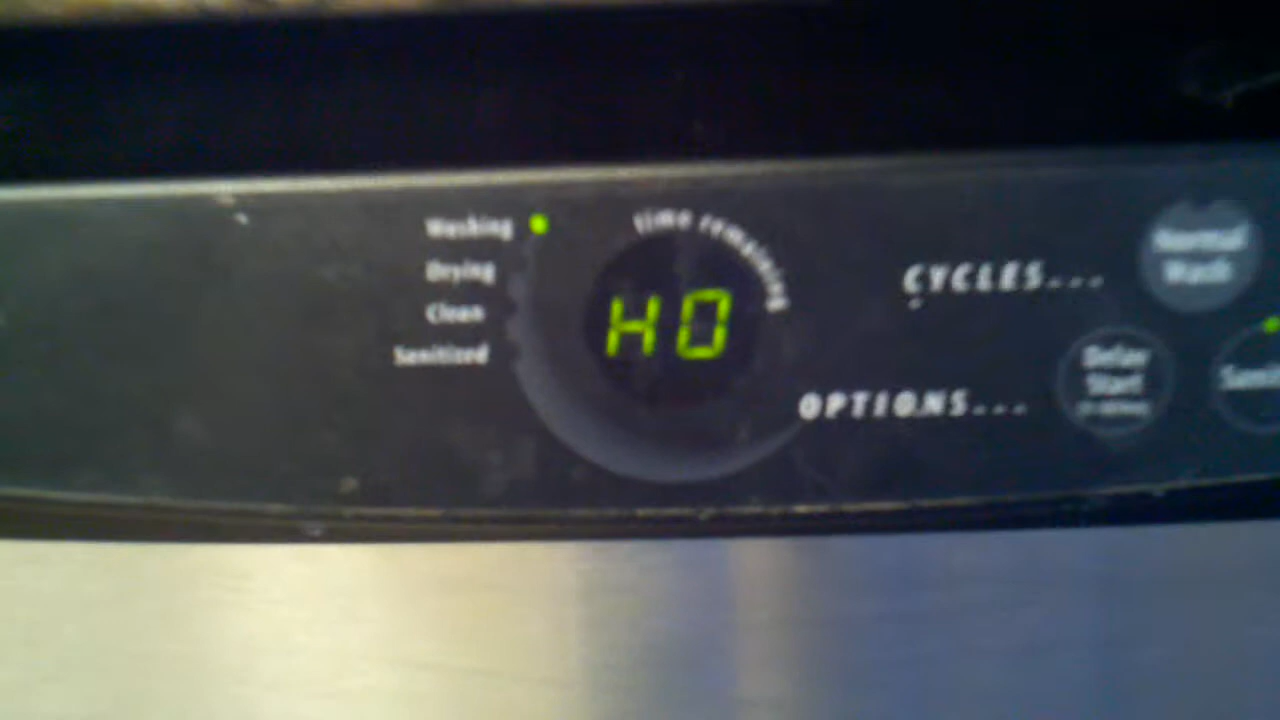 Washing
Drying
Clean
Sanitized
time remaining
H0
CYCLES...
Normal
Wash
OPTIONS...
Delay
Start